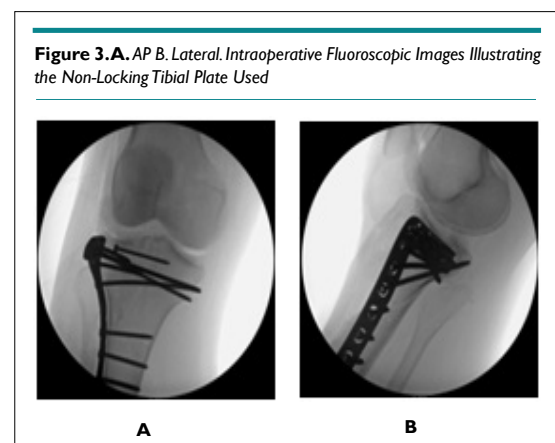 Figure 3.A. AP B. Lateral. Intraoperative Fluoroscopic Images Illustrating
the Non-Locking Tibial Plate Used
A
B